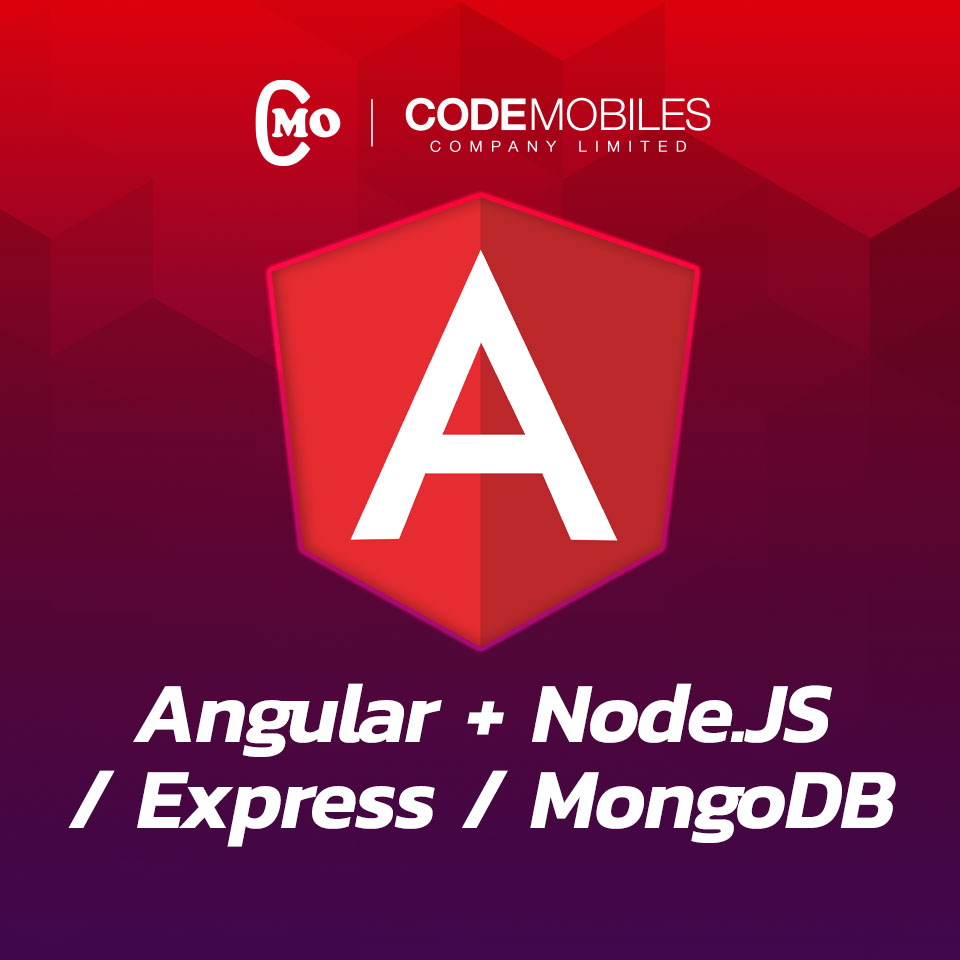 CMO
CODEMOBILES
COMPANY LIMITED
A
Angular + Node.JS
/ Express / MongoDB